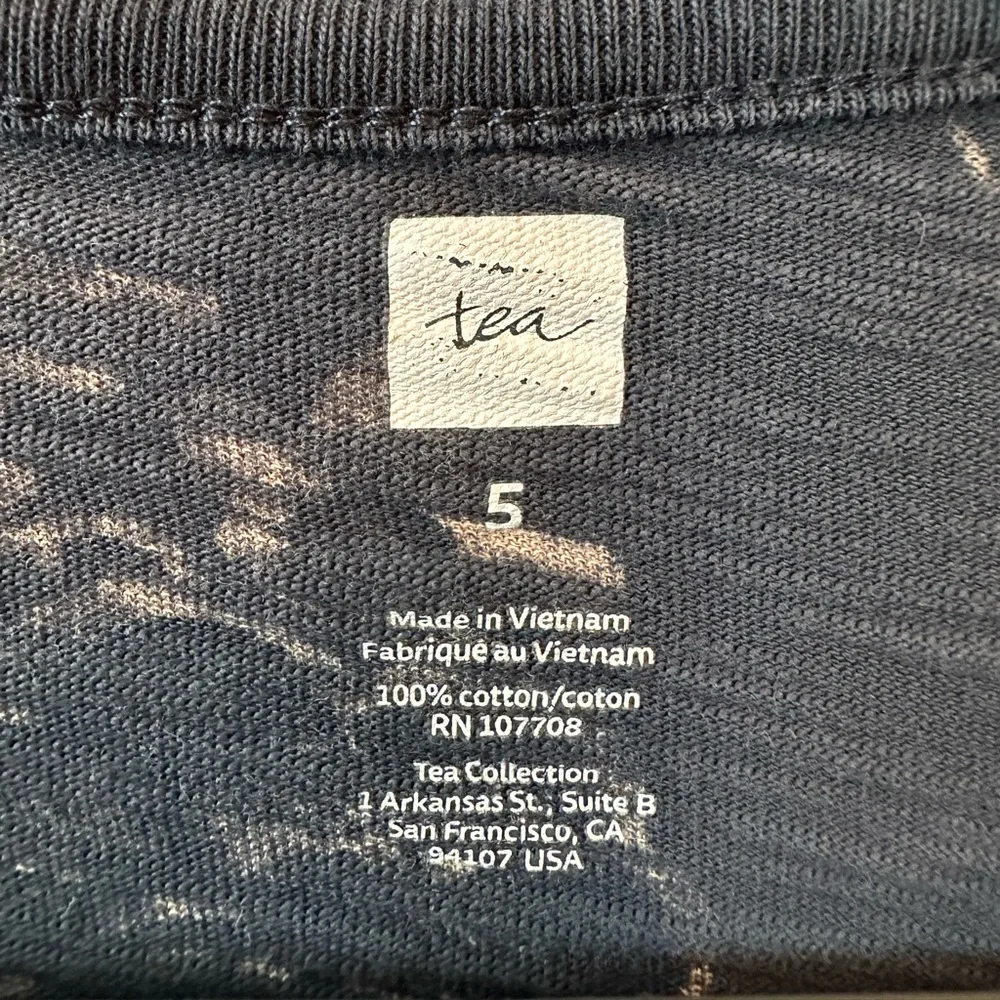 tea
5
Made in Vietnam
Fabriqué au Vietnam
100% cotton/coton
RN 107708
Tea Collection
1 Arkansas St., Suite B
San Francisco, CA
94107 USA